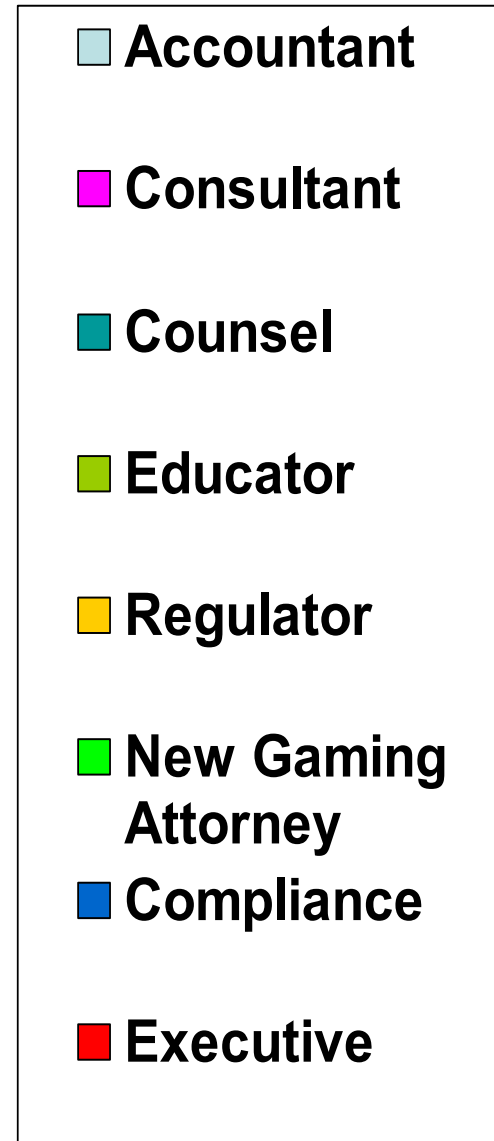 Accountant
Consultant
Counsel
Educator
Regulator
New Gaming
Attorney
Compliance
Executive